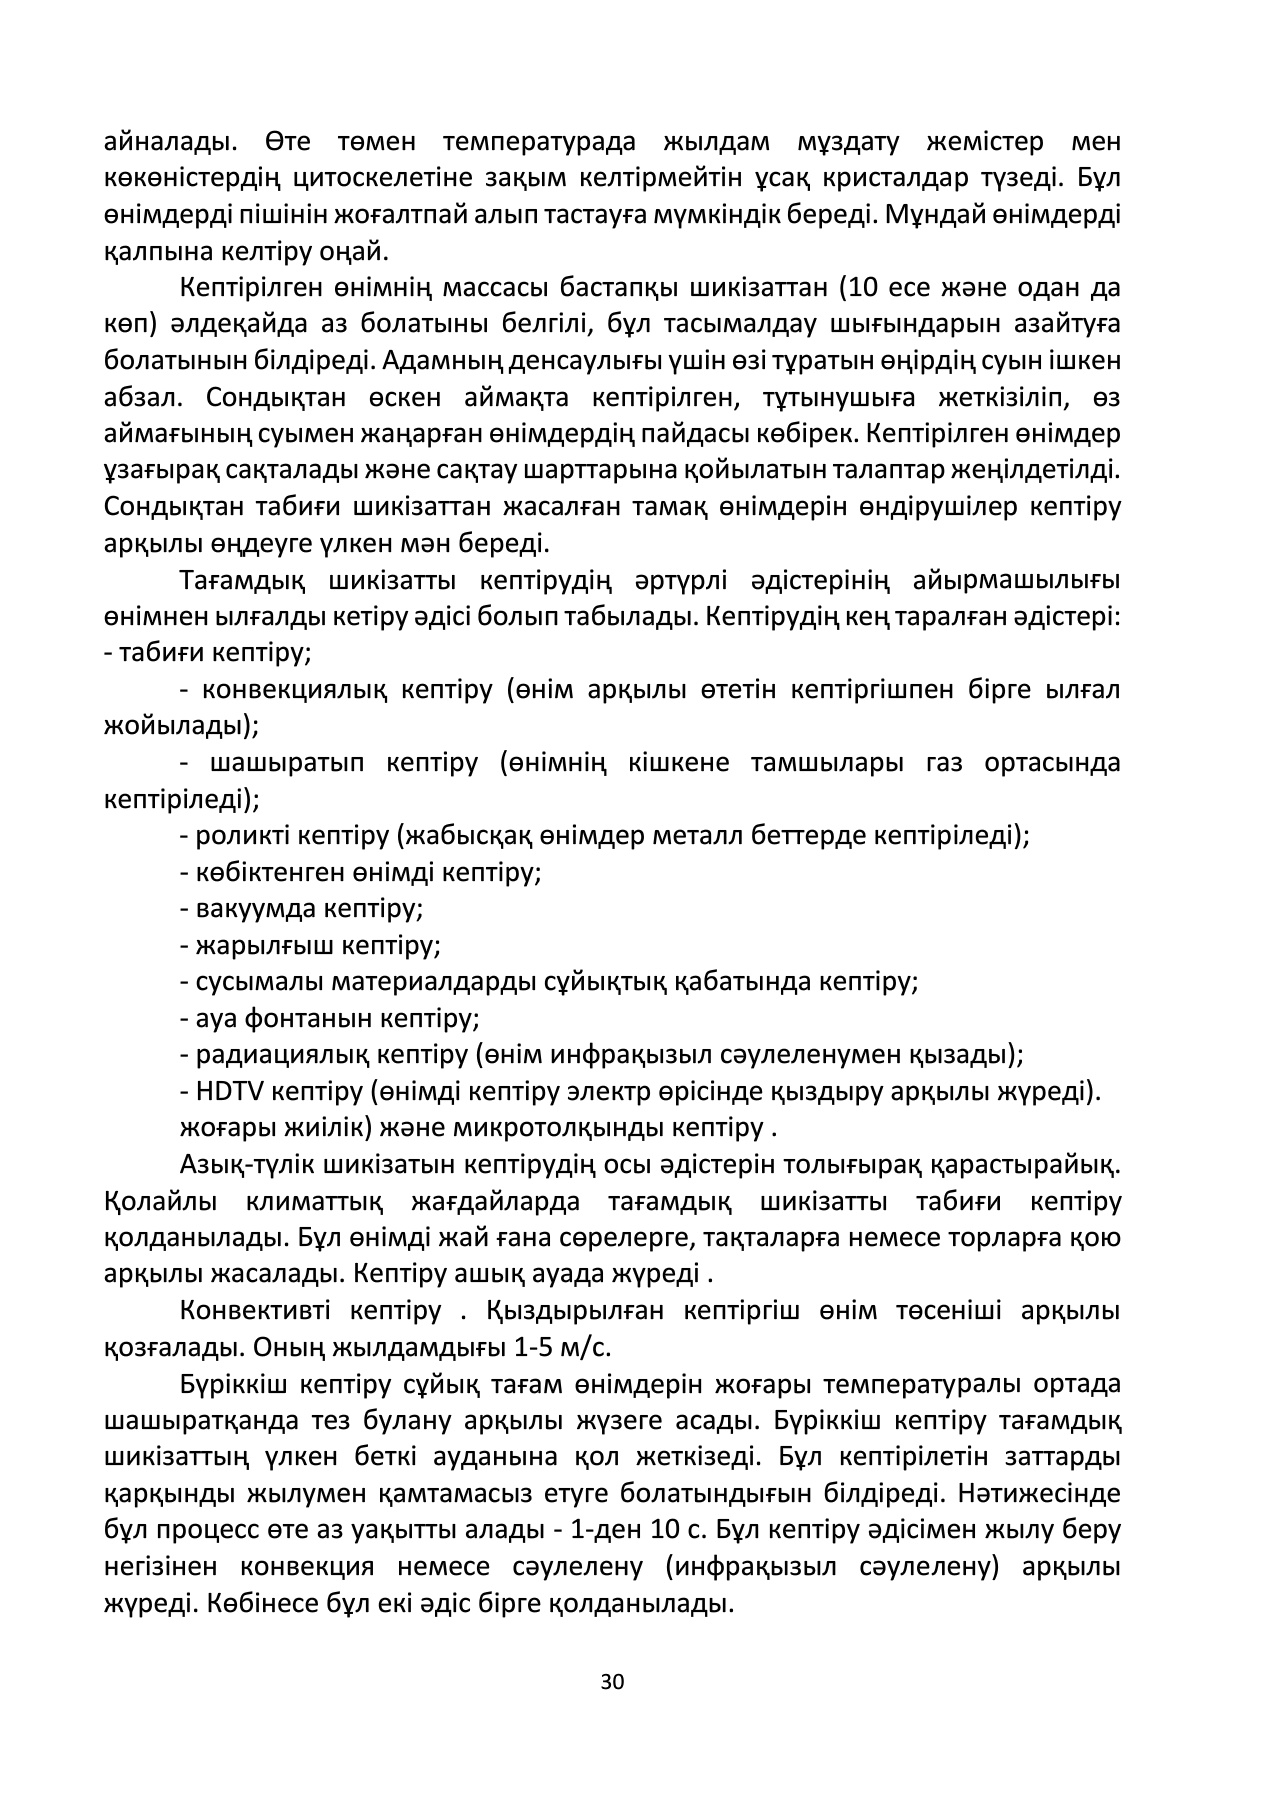 айналады. Өте төмен температурада жылдам мұздату жемістер мен
көкөністердің цитоскелетіне зақым келтірмейтін ұсақ кристалдар түзеді. Бұл
өнімдерді пішінін жоғалтпай алып тастауға мүмкіндік береді. Мұндай өнімдерді
қалпына келтіру оңай.
Кептірілген өнімнің массасы бастапқы шикізаттан (10 есе және одан да
көп) әлдеқайда аз болатыны белгілі, бұл тасымалдау шығындарын азайтуға
болатынын білдіреді. Адамның денсаулығы үшін өзі тұратын өңірдің суын ішкен
абзал. Сондықтан өскен аймақта кептірілген, тұтынушыға жеткізіліп, өз
аймағының суымен жаңарған өнімдердің пайдасы көбірек. Кептірілген өнімдер
ұзағырақ сақталады және сақтау шарттарына қойылатын талаптар жеңілдетілді.
Сондықтан табиғи шикізаттан жасалған тамақ өнімдерін өндірушілер кептіру
арқылы өңдеуге үлкен мән береді.
Тағамдық шикізатты кептірудің әртүрлі әдістерінің айырмашылығы
өнімнен ылғалды кетіру әдісі болып табылады. Кептірудің кең таралған әдістері:
- табиғи кептіру;
- конвекциялық кептіру (өнім арқылы өтетін кептіргішпен бірге ылғал
жойылады);
- шашыратып кептіру (өнімнің кішкене тамшылары газ ортасында
кептіріледі);
- роликті кептіру (жабысқақ өнімдер металл беттерде кептіріледі);
- көбіктенген өнімді кептіру;
- вакуумда кептіру;
- жарылғыш кептіру;
- сусымалы материалдарды сұйықтық қабатында кептіру;
- ауа фонтанын кептіру;
- радиациялық кептіру (өнім инфрақызыл сәулеленумен қызады);
- HDTV кептіру (өнімді кептіру электр өрісінде қыздыру арқылы жүреді).
жоғары жиілік) және микротолқынды кептіру .
Азық-түлік шикізатын кептірудің осы әдістерін толығырақ қарастырайық.
Қолайлы климаттық жағдайларда тағамдық шикізатты табиғи кептіру
қолданылады. Бұл өнімді жай ғана сөрелерге, тақталарға немесе торларға қою
арқылы жасалады. Кептіру ашық ауада жүреді .
Конвективті кептіру . Қыздырылған кептіргіш өнім төсеніші арқылы
қозғалады. Оның жылдамдығы 1-5 м/с.
Бүріккіш кептіру сұйық тағам өнімдерін жоғары температуралы ортада
шашыратқанда тез булану арқылы жүзеге асады. Бүріккіш кептіру тағамдық
шикізаттың үлкен беткі ауданына қол жеткізеді. Бұл кептірілетін заттарды
қарқынды жылумен қамтамасыз етуге болатындығын білдіреді. Нәтижесінде
бұл процесс өте аз уақытты алады - 1-ден 10 с. Бұл кептіру әдісімен жылу беру
негізінен конвекция немесе сәулелену (инфрақызыл сәулелену) арқылы
жүреді. Көбінесе бұл екі әдіс бірге қолданылады.
30